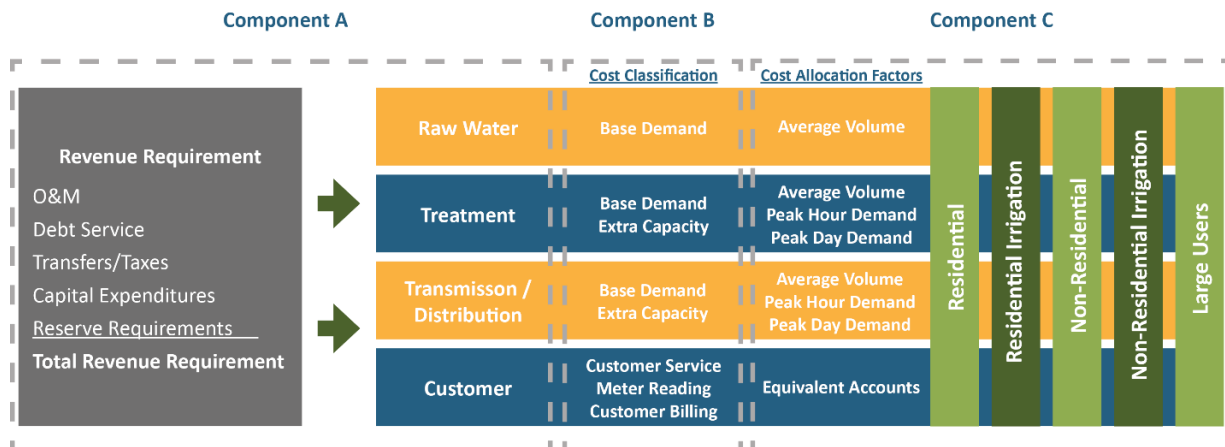 Component A
Component B
Component C
Cost Classification
Cost Allocation Factors
Revenue Requirement
O&M
Debt Service
Transfers/Taxes
Capital Expenditures
Reserve Requirements
Total Revenue Requirement
Raw Water
Base Demand
Average Volume
Treatment
Base Demand
Extra Capacity
Average Volume
Peak Hour Demand
Peak Day Demand
Transmisson /
Distribution
Base Demand
Extra Capacity
Average Volume
Peak Hour Demand
Peak Day Demand
Customer
Customer Service
Meter Reading
Customer Billing
Equivalent Accounts
Residential
Residential Irrigation
Non-Residential
Non-Residential Irrigation
Large Users